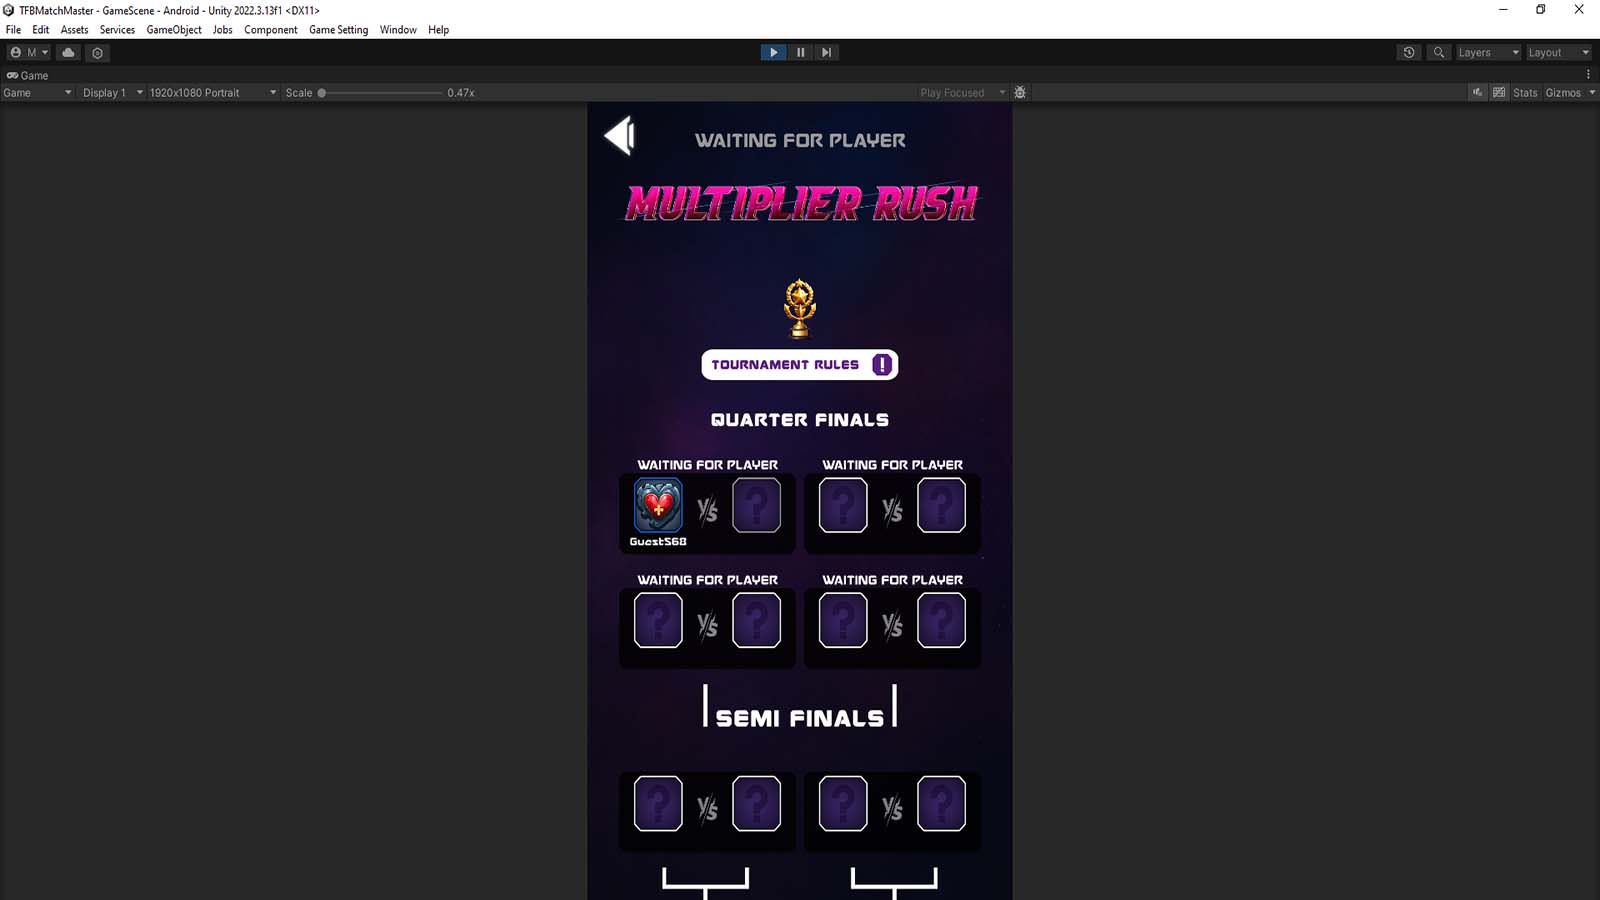 TFBMatchMaster - GameScene - Android - Unity 2022.3.13f1 <DX11>
File Edit Assets Services GameObject Jobs Component Game Setting Window Help
M Layers Layout
Game
Game Display 1 1920x1080 Portrait Scale 0.47x Play Focused Stats Gizmos
WAITING FOR PLAYER
MULTIPLIER RUSH
TOURNAMENT RULES !
QUARTER FINALS
WAITING FOR PLAYER WAITING FOR PLAYER
? ? ?
VS VS
Guest568
WAITING FOR PLAYER WAITING FOR PLAYER
? VS ? ? VS ?
SEMI FINALS
? VS ? ? VS ?